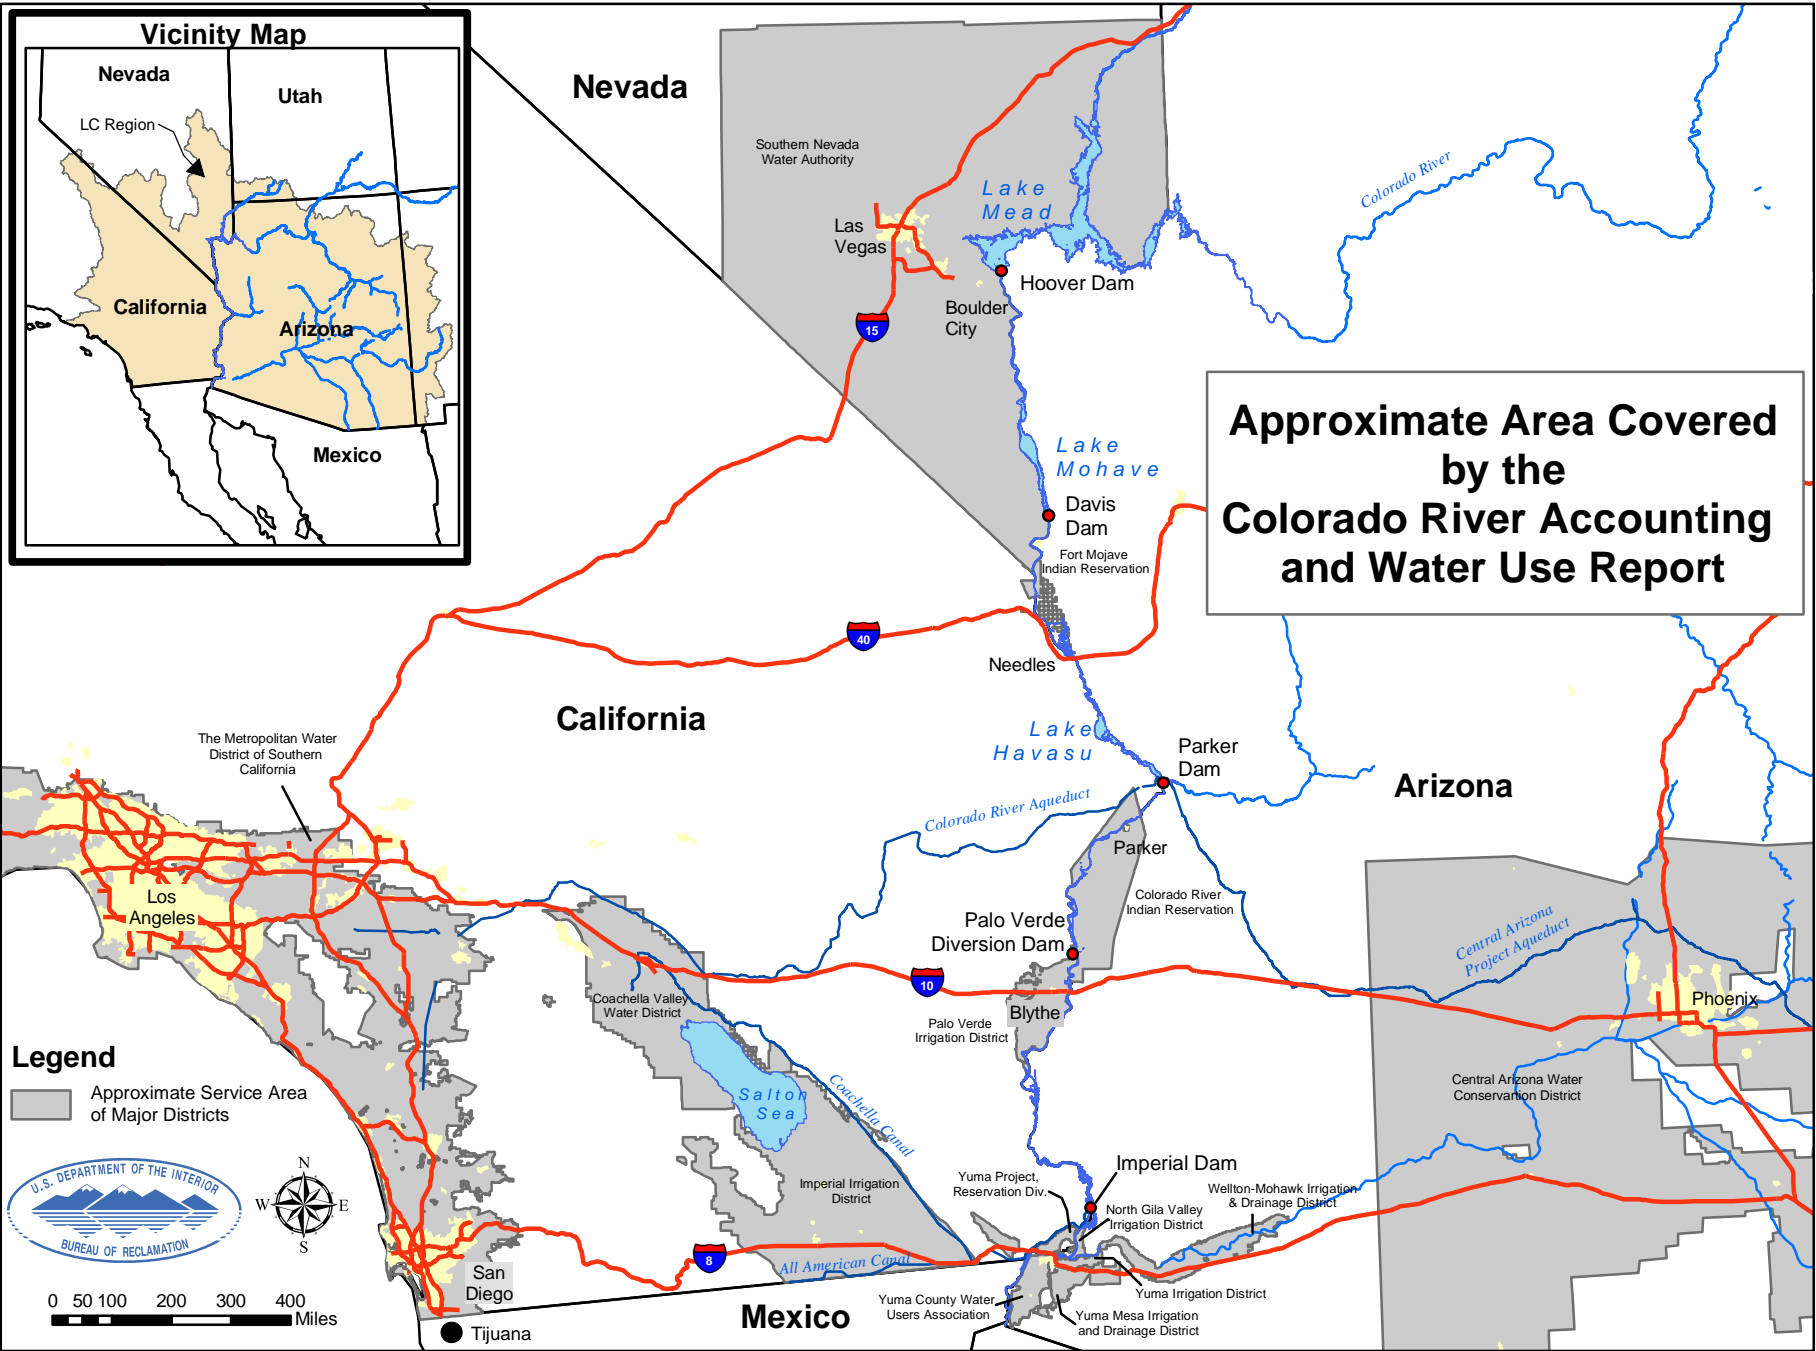 Vicinity Map
Nevada
Utah
LC Region
California
Arizona
Mexico
Nevada
Southern Nevada
Water Authority
Lake
Mead
Las
Vegas
Hoover Dam
Boulder
City
15
Colorado River
Approximate Area Covered
by the
Colorado River Accounting
and Water Use Report
Lake
Mohave
Davis
Dam
Fort Mojave
Indian Reservation
40
Needles
California
Lake
Havasu
Parker
Dam
Arizona
The Metropolitan Water
District of Southern
California
Colorado River Aqueduct
Parker
Los
Angeles
Colorado River
Indian Reservation
Palo Verde
Diversion Dam
Central Arizona
Project Aqueduct
10
Coachella Valley
Water District
Blythe
Phoenix
Palo Verde
Irrigation District
Legend
Approximate Service Area
of Major Districts
Salton
Sea
Coachella Canal
Central Arizona Water
Conservation District
U.S. DEPARTMENT OF THE INTERIOR
BUREAU OF RECLAMATION
N
W
E
S
Imperial Irrigation
District
Yuma Project,
Reservation Div.
Imperial Dam
North Gila Valley
Irrigation District
Wellton-Mohawk Irrigation
& Drainage District
8
All American Canal
San
Diego
Yuma Irrigation District
Yuma County Water
Users Association
Yuma Mesa Irrigation
and Drainage District
0 50 100 200 300 400
Miles
Mexico
Tijuana